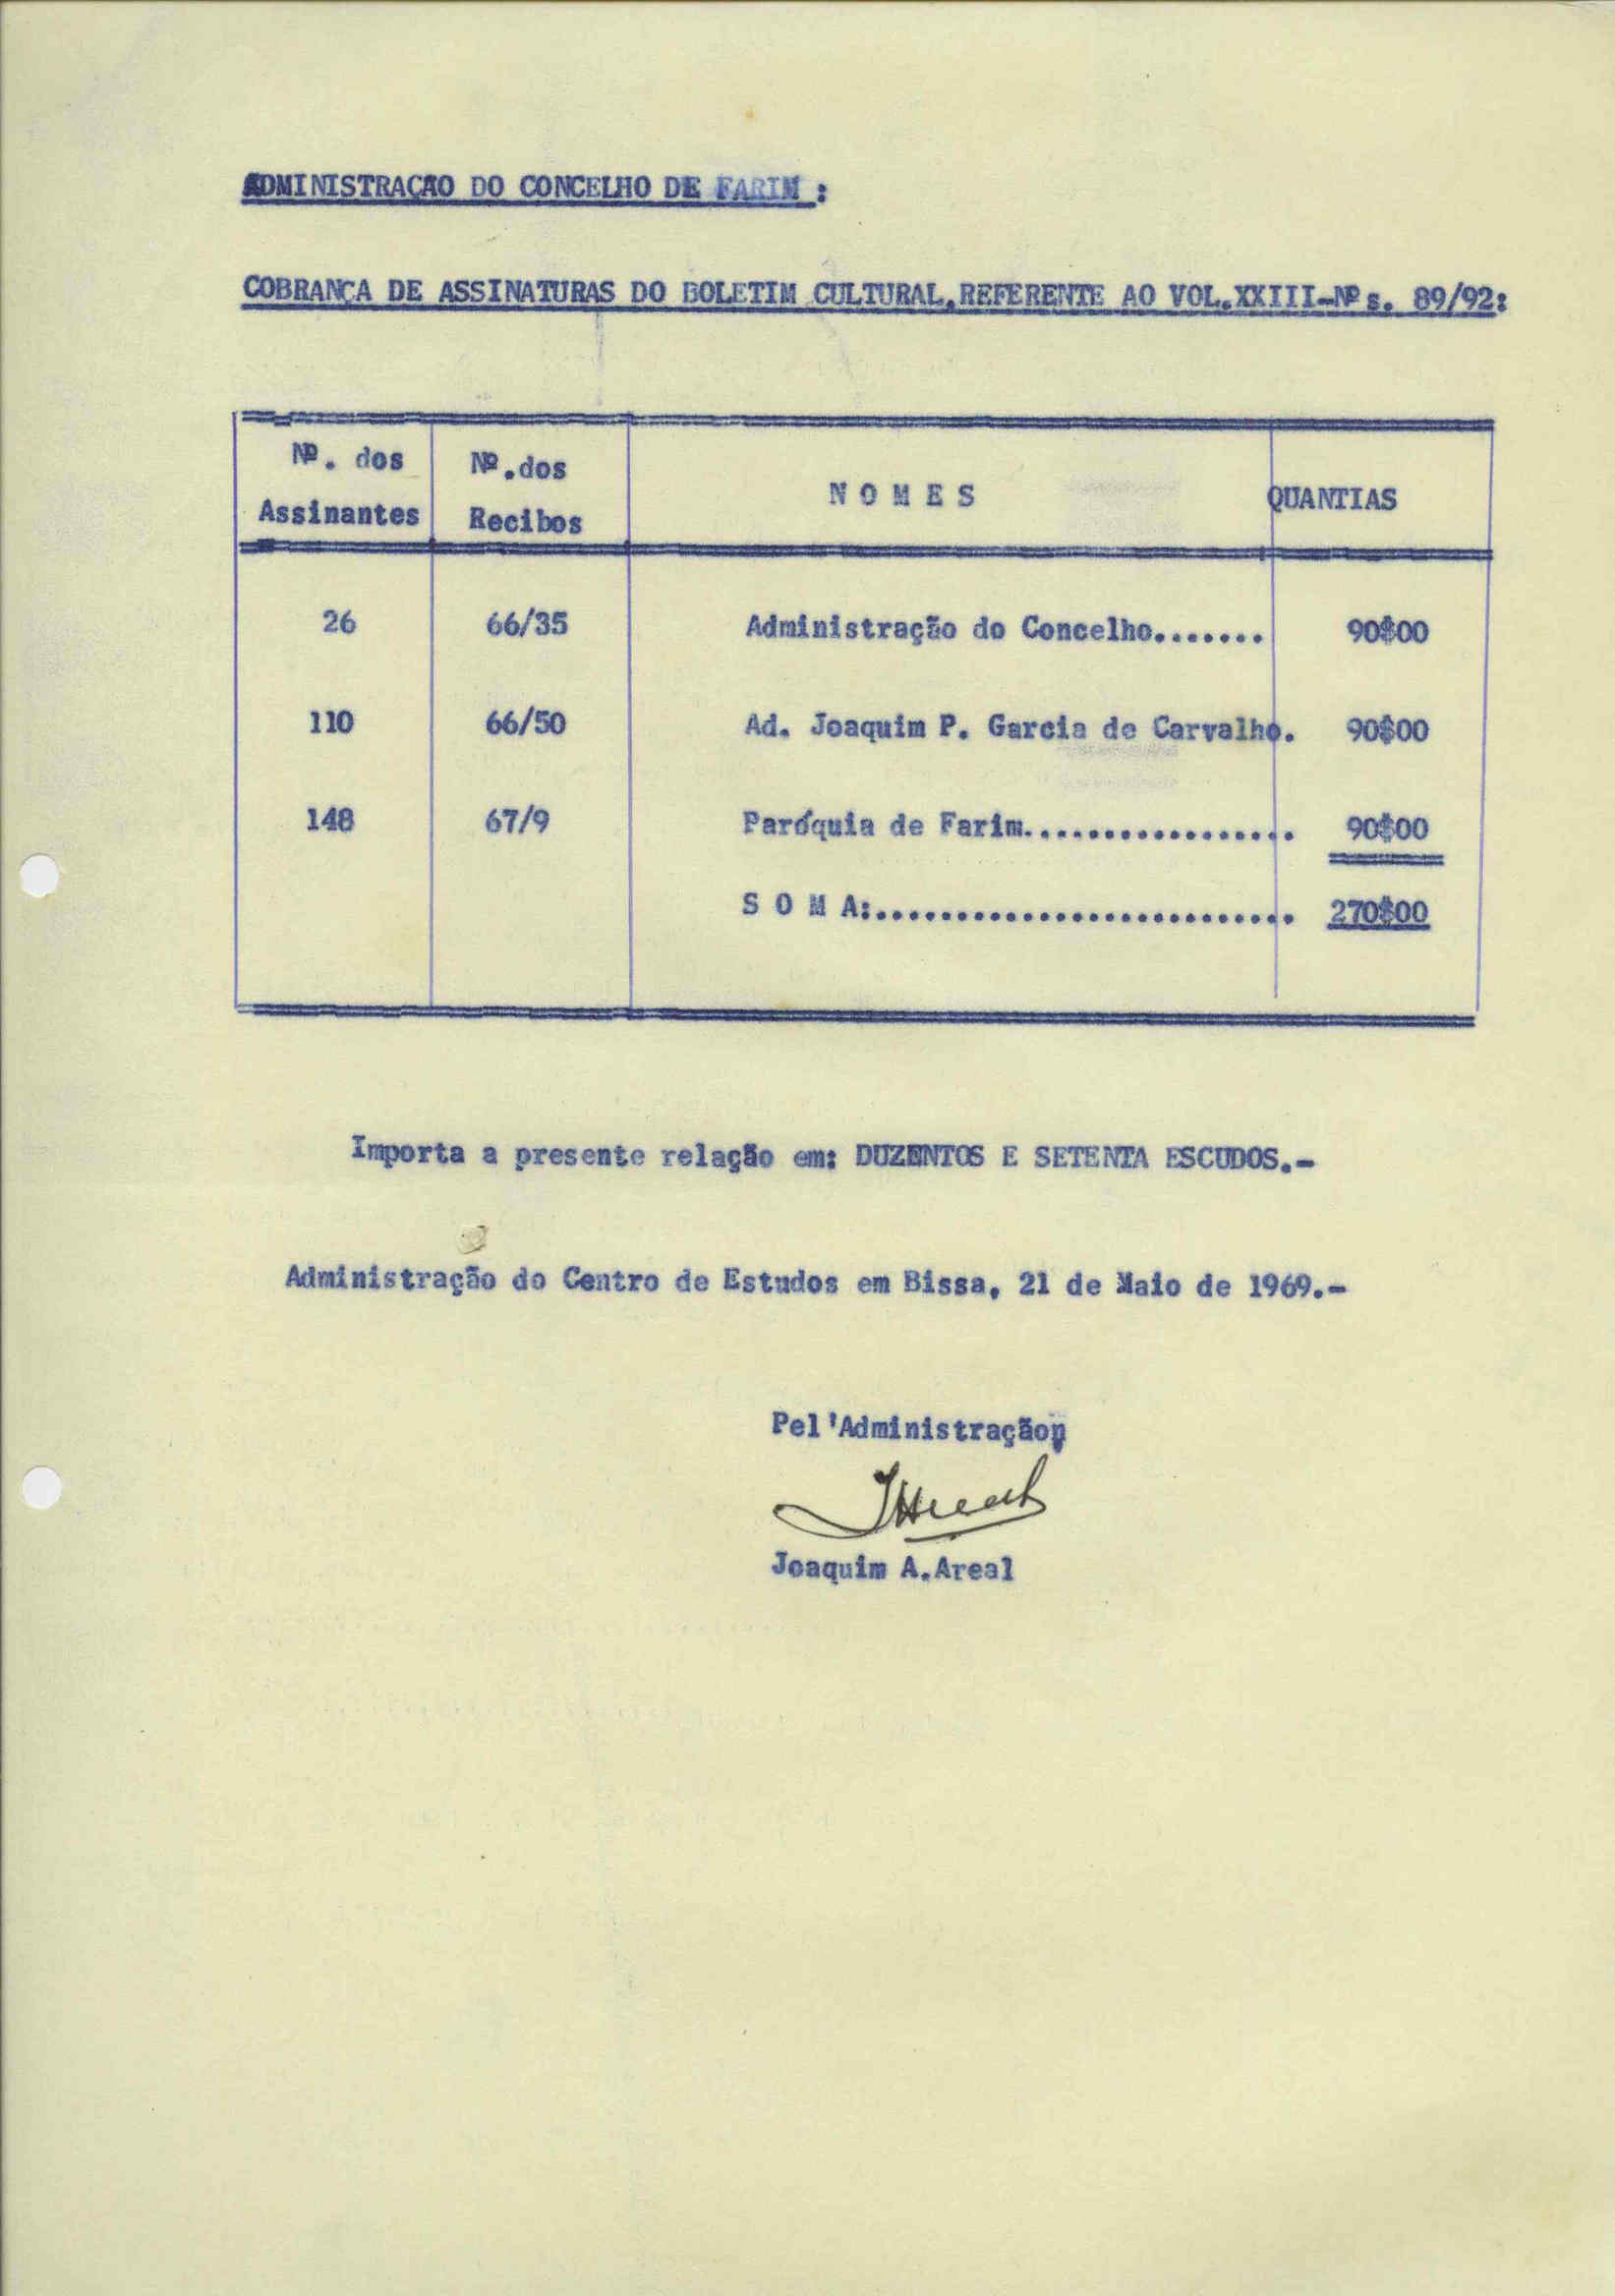 ADMINISTRAÇÃO DO CONCELHO DE FARIM :
COBRANÇA DE ASSINATURAS DO BOLETIM CULTURAL,REFERENTE AO VOL.XXIII-Nºs. 89/92:
Nº. dos Assinantes Nº.dos Recibos N O M E S QUANTIAS
26 66/35 Administração do Concelho....... 90$00
110 66/50 Ad. Joaquim P. Garcia de Carvalho. 90$00
148 67/9 Paróquia de Farim................. 90$00
S O M A:.......................... 270$00
Importa a presente relação em: DUZENTOS E SETENTA ESCUDOS.-
Administração do Centro de Estudos em Bissa, 21 de Maio de 1969.-
Pel'Administração,
JAreal
Joaquim A.Areal